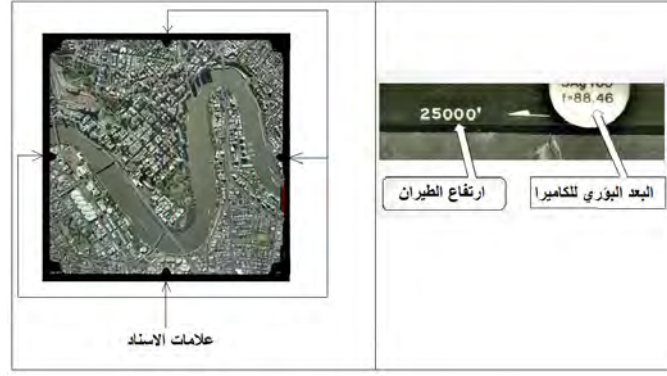 f=88.46
25000'
ارتفاع الطيران
البعد البؤري للكاميرا
علامات الاسناد